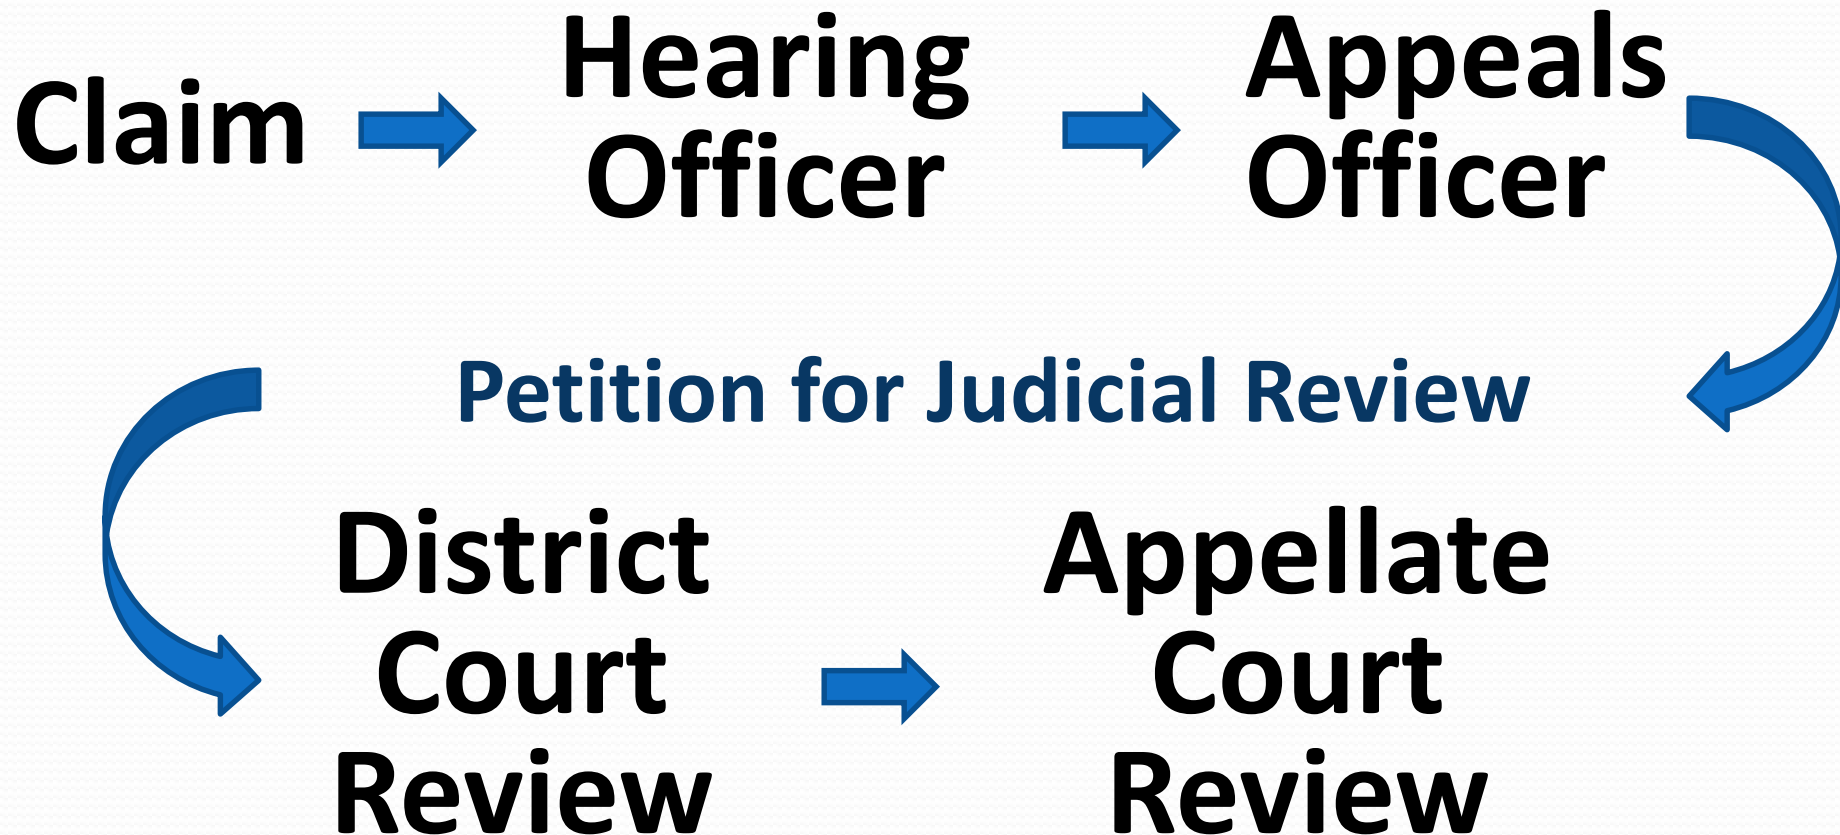 Claim
Hearing
Officer
Appeals
Officer
Petition for Judicial Review
District
Court
Review
Appellate
Court
Review